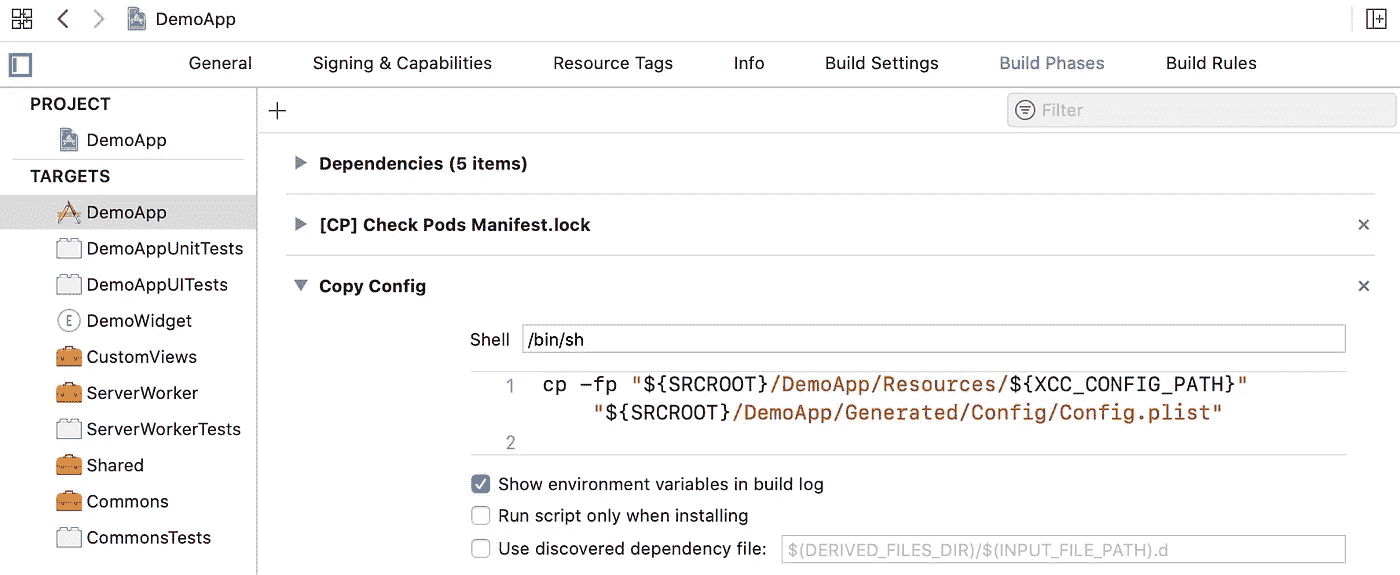 DemoApp
General Signing & Capabilities Resource Tags Info Build Settings Build Phases Build Rules
PROJECT
DemoApp
TARGETS
DemoApp
DemoAppUnitTests
DemoAppUITests
E DemoWidget
CustomViews
ServerWorker
ServerWorkerTests
Shared
Commons
CommonsTests
Filter
Dependencies (5 items)
[CP] Check Pods Manifest.lock
Copy Config
Shell /bin/sh
1 cp -fp "${SRCROOT}/DemoApp/Resources/${XCC_CONFIG_PATH}"
"${SRCROOT}/DemoApp/Generated/Config/Config.plist"
2
Show environment variables in build log
Run script only when installing
Use discovered dependency file: $(DERIVED_FILES_DIR)/$(INPUT_FILE_PATH).d